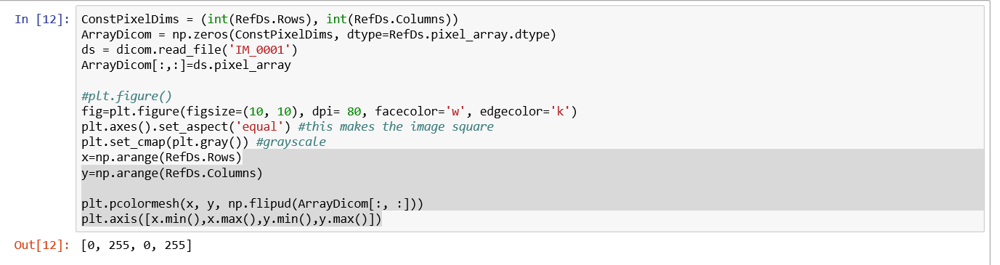 In [12]: ConstPixelDims = (int(RefDs.Rows), int(RefDs.Columns))
ArrayDicom = np.zeros(ConstPixelDims, dtype=RefDs.pixel_array.dtype)
ds = dicom.read_file('IM_0001')
ArrayDicom[:,:]=ds.pixel_array
#plt.figure()
fig=plt.figure(figsize=(10, 10), dpi= 80, facecolor='w', edgecolor='k')
plt.axes().set_aspect('equal') #this makes the image square
plt.set_cmap(plt.gray()) #grayscale
x=np.arange(RefDs.Rows)
y=np.arange(RefDs.Columns)
plt.pcolormesh(x, y, np.flipud(ArrayDicom[:, :]))
plt.axis([x.min(),x.max(),y.min(),y.max()])
Out[12]: [0, 255, 0, 255]